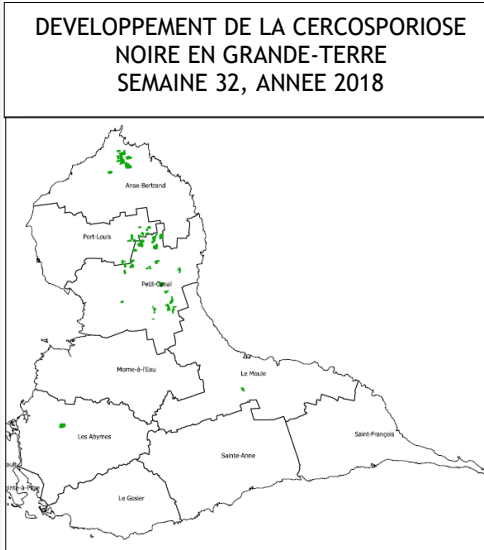 DEVELOPPEMENT DE LA CERCOSPORIOSE
NOIRE EN GRANDE-TERRE
SEMAINE 32, ANNEE 2018
Anse-Bertrand
Port-Louis
Petit-Canal
Morne-à-l'Eau
Le Moule
Les Abymes
Saint-François
Sainte-Anne
Le Gosier